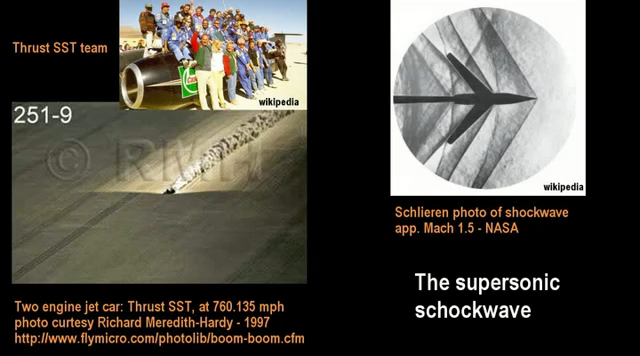 Thrust SST team
wikipedia
251-9
© RM
Two engine jet car: Thrust SST, at 760.135 mph
photo curtesy Richard Meredith-Hardy - 1997
http://www.flymicro.com/photolib/boom-boom.cfm
wikipedia
Schlieren photo of shockwave
app. Mach 1.5 - NASA
The supersonic
schockwave